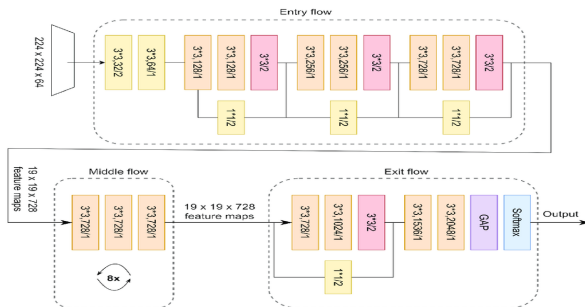 Entry flow
224 x 224 x 64
3*3,32/2
3*3,64/1
3*3,128/1
3*3,128/1
3*3/2
3*3,256/1
3*3,256/1
3*3/2
3*3,728/1
3*3,728/1
3*3/2
1*1/2
1*1/2
1*1/2
19 x 19 x 728
feature maps
Middle flow
3*3,728/1
3*3,728/1
3*3,728/1
8x
19 x 19 x 728
feature maps
Exit flow
3*3,728/1
3*3,1024/1
3*3/2
3*3,1536/1
3*3,2048/1
GAP
Softmax
1*1/2
Output